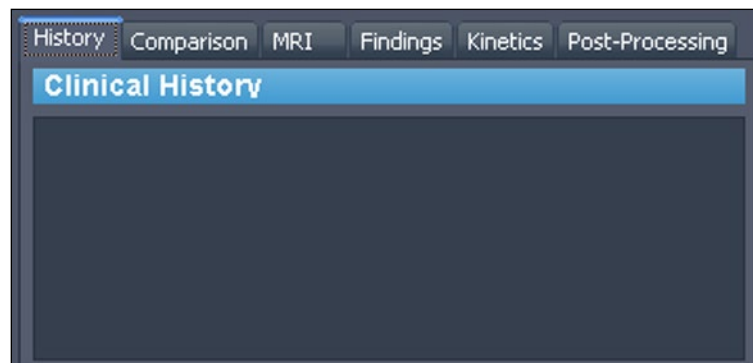 History Comparison MRI Findings Kinetics Post-Processing
Clinical History